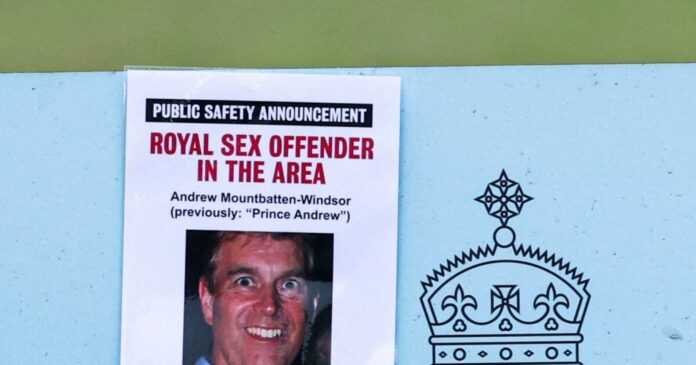 PUBLIC SAFETY ANNOUNCEMENT
ROYAL SEX OFFENDER
IN THE AREA
Andrew Mountbatten-Windsor
(previously: “Prince Andrew”)